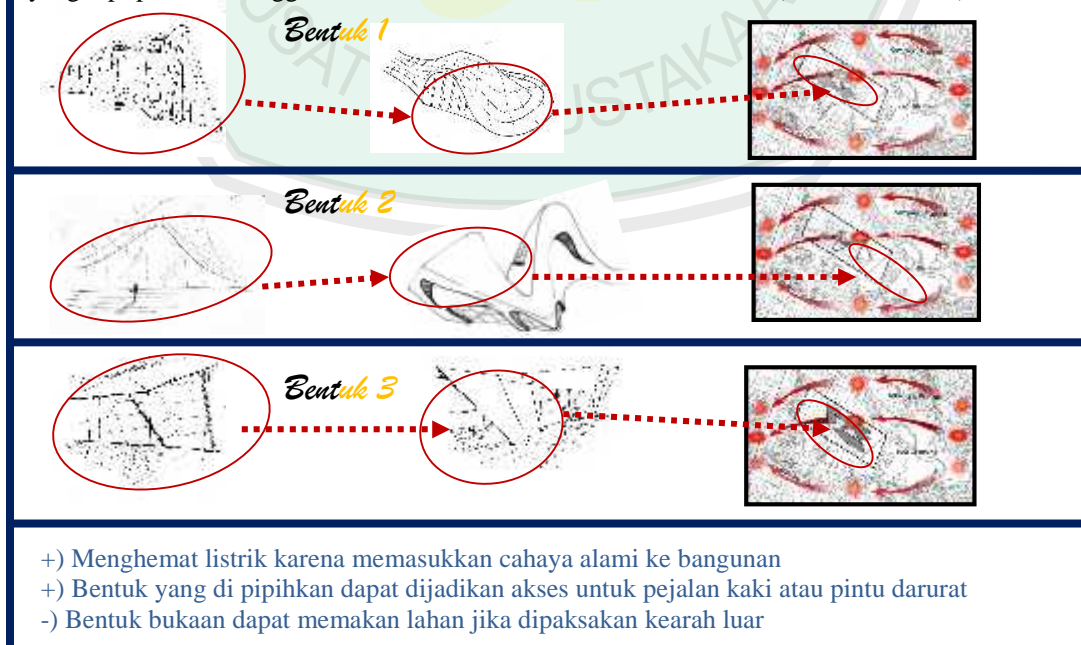 Bentuk 1
Bentuk 2
Bentuk 3
+) Menghemat listrik karena memasukkan cahaya alami ke bangunan
+) Bentuk yang di pipihkan dapat dijadikan akses untuk pejalan kaki atau pintu darurat
-) Bentuk bukaan dapat memakan lahan jika dipaksakan kearah luar